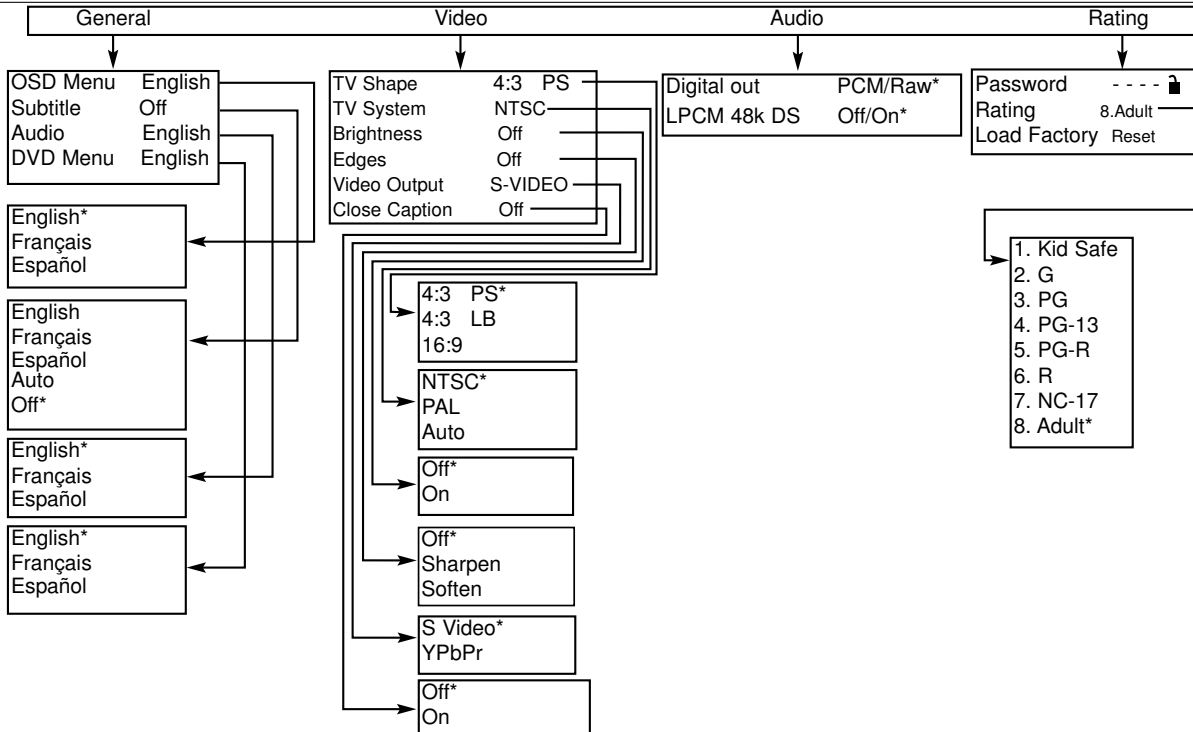 General Video Audio Rating
OSD Menu English
Subtitle Off
Audio English
DVD Menu English
English*
Français
Español
English
Français
Español
Auto
Off*
English*
Français
Español
English*
Français
Español
TV Shape 4:3 PS
TV System NTSC
Brightness Off
Edges Off
Video Output S-VIDEO
Close Caption Off
4:3 PS*
4:3 LB
16:9
NTSC*
PAL
Auto
Off*
On
Off*
Sharpen
Soften
S Video*
YPbPr
Off*
On
Digital out PCM/Raw*
LPCM 48k DS Off/On*
Password - - - -
Rating 8.Adult
Load Factory Reset
1. Kid Safe
2. G
3. PG
4. PG-13
5. PG-R
6. R
7. NC-17
8. Adult*